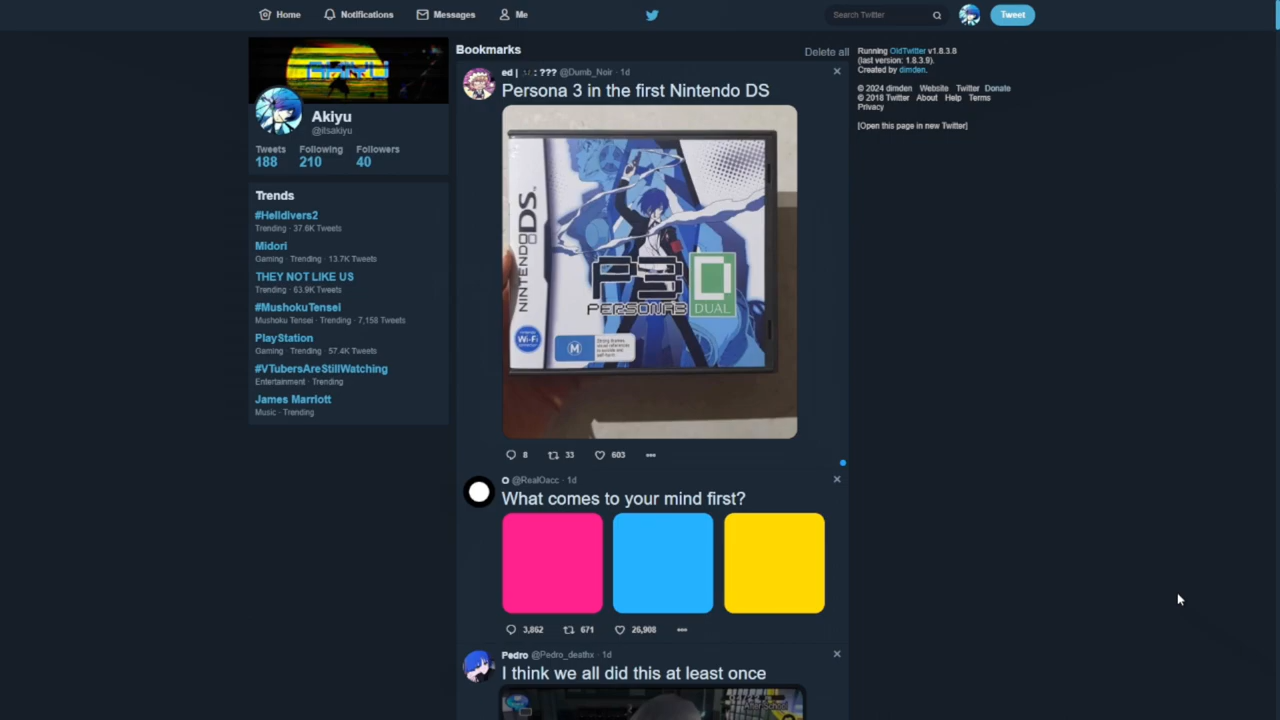 Home
Notifications
Messages
Me
Search Twitter
Tweet
Akiyu
@itsakiyu
Tweets Following Followers
188 210 40
Trends
#Helldivers2
Trending · 37.6K Tweets
Midori
Gaming · Trending · 13.7K Tweets
THEY NOT LIKE US
Trending · 63.9K Tweets
#MushokuTensei
Mushoku Tensei · Trending · 7,158 Tweets
PlayStation
Gaming · Trending · 57.4K Tweets
#VTubersAreStillWatching
Entertainment · Trending
James Marriott
Music · Trending
Bookmarks
Delete all
ed | : ??? @Dumb_Noir · 1d
Persona 3 in the first Nintendo DS
NINTENDO DS
P3D
PERSONA3
DUAL
Wi-Fi
M
8 33 603
O @RealOacc · 1d
What comes to your mind first?
3,862 671 26,908
Pedro @Pedro_deathx · 1d
I think we all did this at least once
After School
Running OldTwitter v1.8.3.8
(last version: 1.8.3.9).
Created by dimden.
© 2024 dimden Website Twitter Donate
© 2018 Twitter About Help Terms
Privacy
[Open this page in new Twitter]